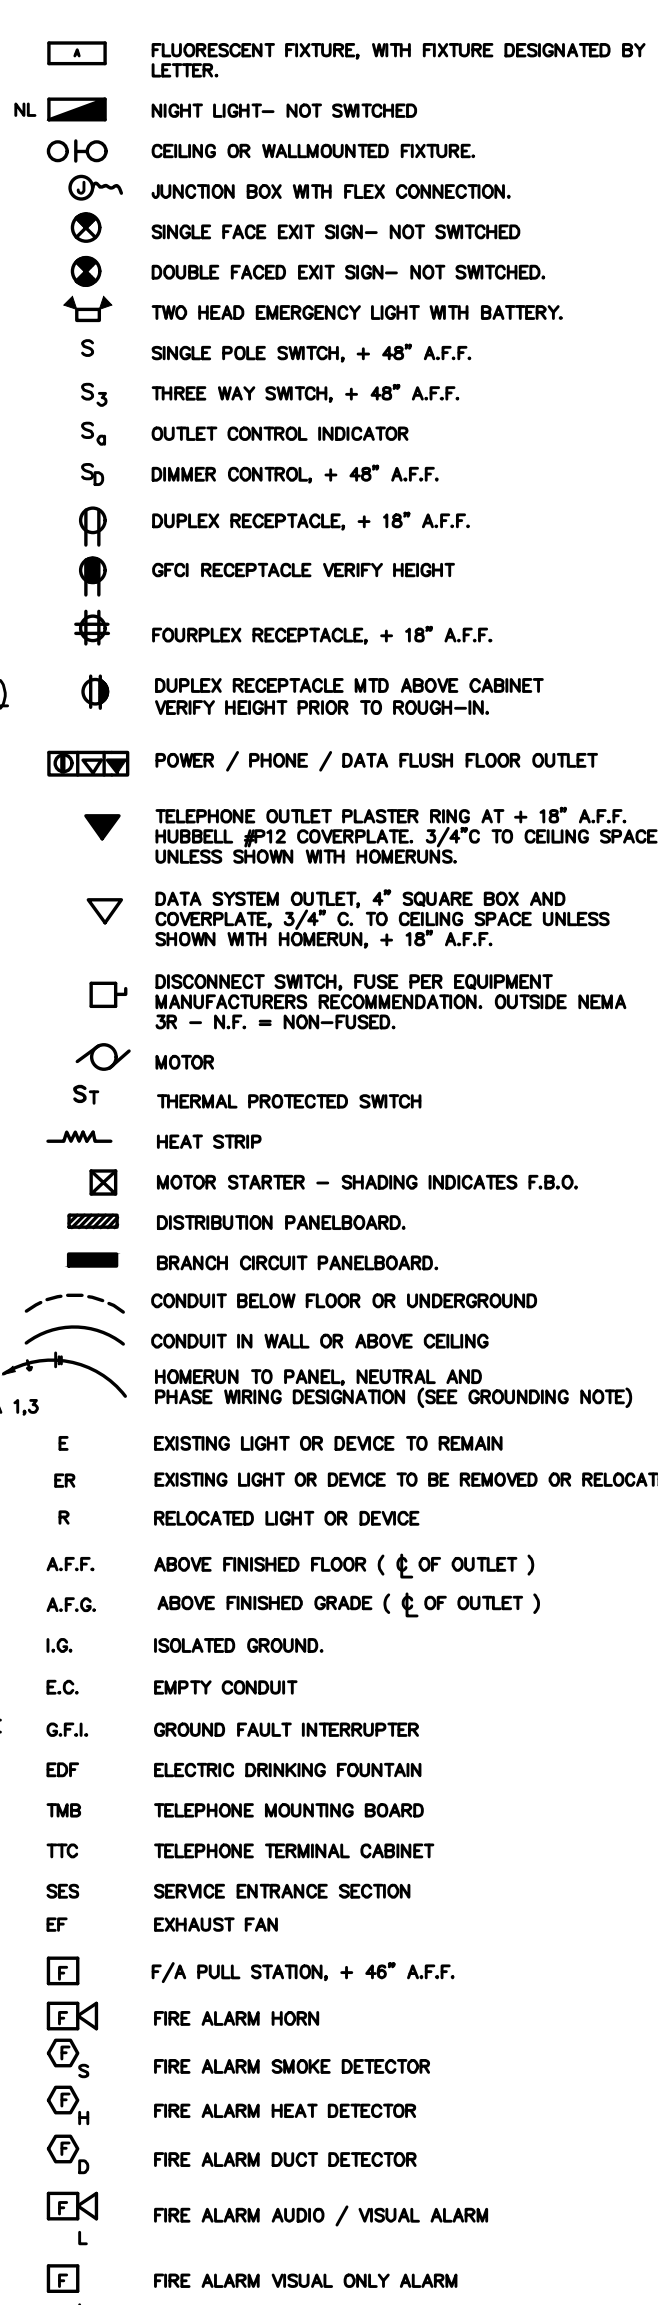 A FLUORESCENT FIXTURE, WITH FIXTURE DESIGNATED BY
LETTER.
NL NIGHT LIGHT– NOT SWITCHED
CEILING OR WALLMOUNTED FIXTURE.
J JUNCTION BOX WITH FLEX CONNECTION.
SINGLE FACE EXIT SIGN– NOT SWITCHED
DOUBLE FACED EXIT SIGN– NOT SWITCHED.
TWO HEAD EMERGENCY LIGHT WITH BATTERY.
S SINGLE POLE SWITCH, + 48" A.F.F.
S3 THREE WAY SWITCH, + 48" A.F.F.
Sa OUTLET CONTROL INDICATOR
SD DIMMER CONTROL, + 48" A.F.F.
DUPLEX RECEPTACLE, + 18" A.F.F.
GFCI RECEPTACLE VERIFY HEIGHT
FOURPLEX RECEPTACLE, + 18" A.F.F.
DUPLEX RECEPTACLE MTD ABOVE CABINET
VERIFY HEIGHT PRIOR TO ROUGH–IN.
POWER / PHONE / DATA FLUSH FLOOR OUTLET
TELEPHONE OUTLET PLASTER RING AT + 18" A.F.F.
HUBBELL #P12 COVERPLATE. 3/4"C TO CEILING SPACE
UNLESS SHOWN WITH HOMERUNS.
DATA SYSTEM OUTLET, 4" SQUARE BOX AND
COVERPLATE, 3/4" C. TO CEILING SPACE UNLESS
SHOWN WITH HOMERUN, + 18" A.F.F.
DISCONNECT SWITCH, FUSE PER EQUIPMENT
MANUFACTURERS RECOMMENDATION. OUTSIDE NEMA
3R – N.F. = NON–FUSED.
MOTOR
ST THERMAL PROTECTED SWITCH
HEAT STRIP
MOTOR STARTER – SHADING INDICATES F.B.O.
DISTRIBUTION PANELBOARD.
BRANCH CIRCUIT PANELBOARD.
CONDUIT BELOW FLOOR OR UNDERGROUND
CONDUIT IN WALL OR ABOVE CEILING
HOMERUN TO PANEL, NEUTRAL AND
PHASE WIRING DESIGNATION (SEE GROUNDING NOTE)
1,3
E EXISTING LIGHT OR DEVICE TO REMAIN
ER EXISTING LIGHT OR DEVICE TO BE REMOVED OR RELOCAT
R RELOCATED LIGHT OR DEVICE
A.F.F. ABOVE FINISHED FLOOR ( ℄ OF OUTLET )
A.F.G. ABOVE FINISHED GRADE ( ℄ OF OUTLET )
I.G. ISOLATED GROUND.
E.C. EMPTY CONDUIT
G.F.I. GROUND FAULT INTERRUPTER
EDF ELECTRIC DRINKING FOUNTAIN
TMB TELEPHONE MOUNTING BOARD
TTC TELEPHONE TERMINAL CABINET
SES SERVICE ENTRANCE SECTION
EF EXHAUST FAN
F F/A PULL STATION, + 46" A.F.F.
F FIRE ALARM HORN
F S FIRE ALARM SMOKE DETECTOR
F H FIRE ALARM HEAT DETECTOR
F D FIRE ALARM DUCT DETECTOR
F FIRE ALARM AUDIO / VISUAL ALARM
L
F FIRE ALARM VISUAL ONLY ALARM